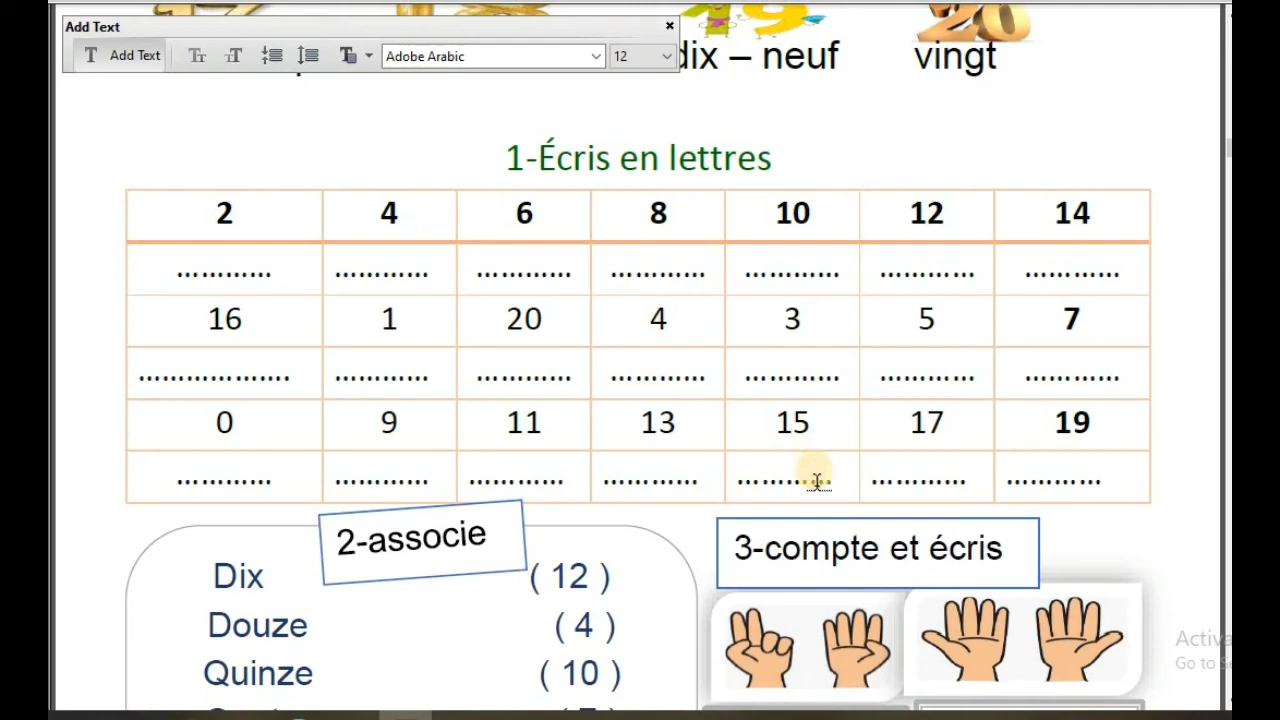 Add Text
T Add Text Adobe Arabic 12
dix – neuf vingt
1-Écris en lettres
2 4 6 8 10 12 14
………… ………… ………… ………… ………… ………… …………
16 1 20 4 3 5 7
………………. ………… ………… ………… ………… ………… …………
0 9 11 13 15 17 19
………… ………… ………… ………… ………… ………… …………
2-associe
3-compte et écris
Dix ( 12 )
Douze ( 4 )
Quinze ( 10 )
Go to